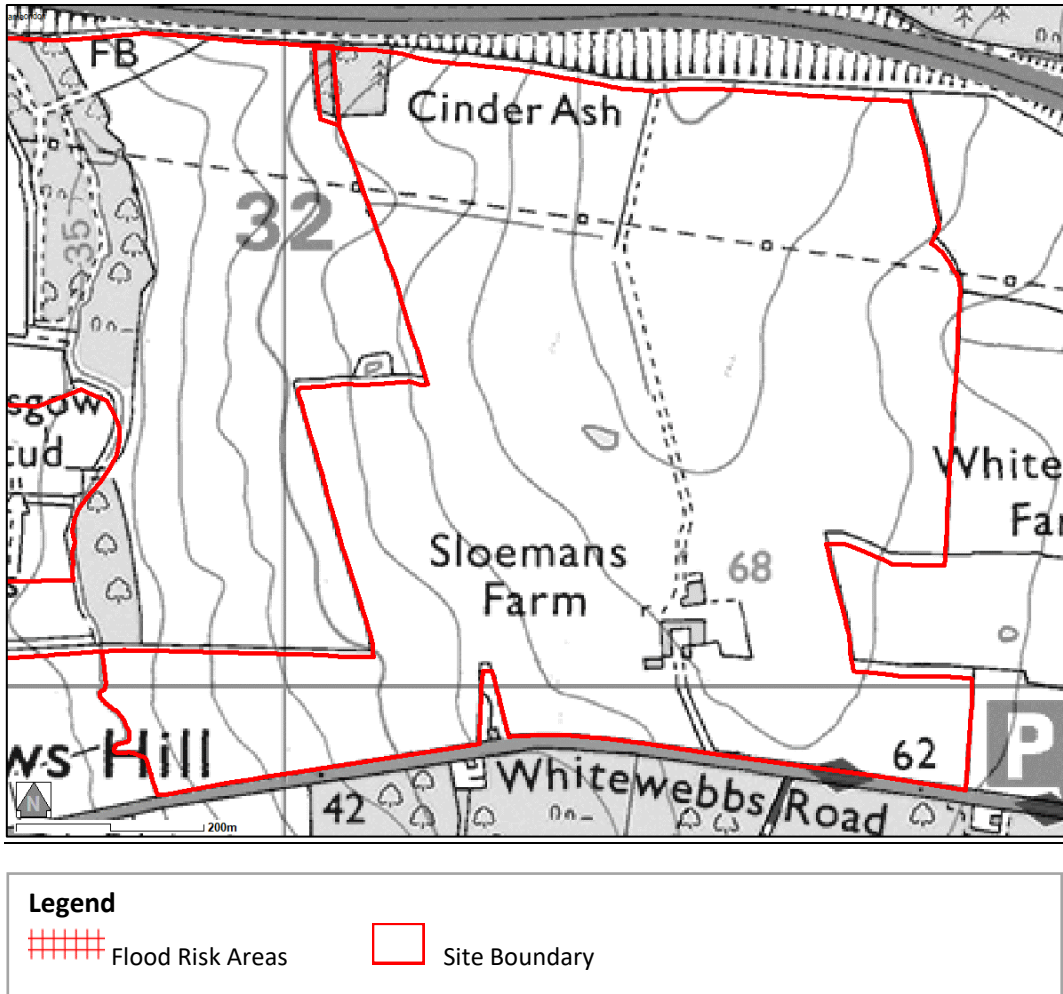 FB
Cinder Ash
32
35
sgow
tud
White
Fa
Sloemans
Farm
68
ws Hill
62
P
Whitewebbs Road
42
N
200m
Legend
Flood Risk Areas
Site Boundary